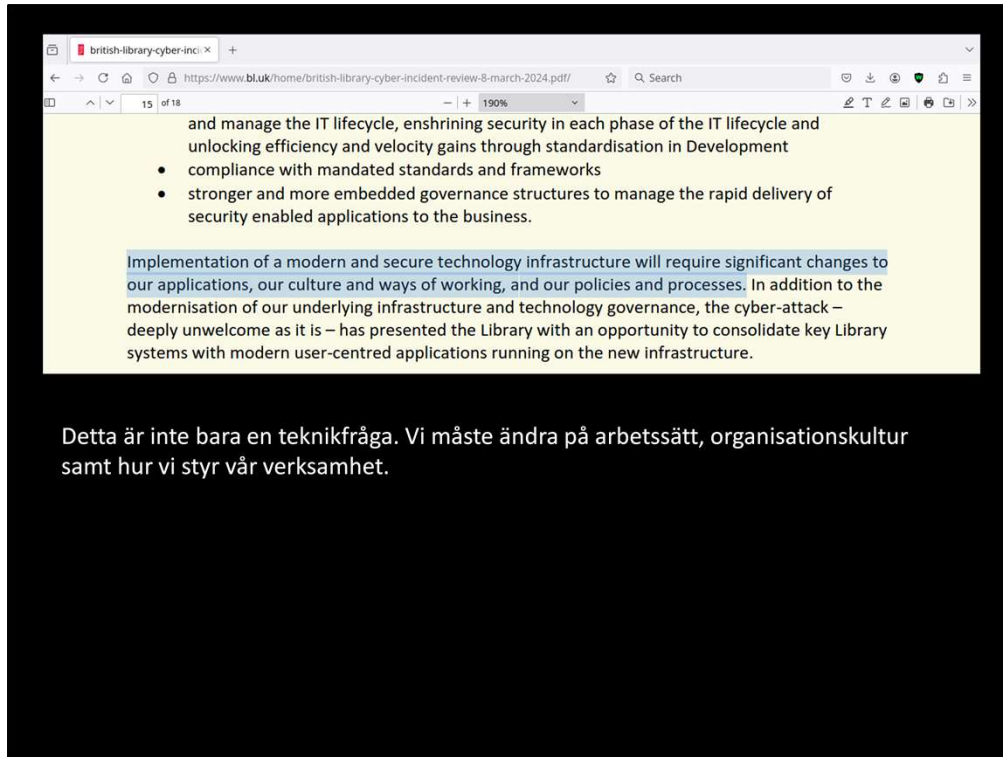 british-library-cyber-inci
https://www.bl.uk/home/british-library-cyber-incident-review-8-march-2024.pdf/
Search
15 of 18
190%
and manage the IT lifecycle, enshrining security in each phase of the IT lifecycle and
unlocking efficiency and velocity gains through standardisation in Development
• compliance with mandated standards and frameworks
• stronger and more embedded governance structures to manage the rapid delivery of
security enabled applications to the business.
Implementation of a modern and secure technology infrastructure will require significant changes to
our applications, our culture and ways of working, and our policies and processes. In addition to the
modernisation of our underlying infrastructure and technology governance, the cyber-attack –
deeply unwelcome as it is – has presented the Library with an opportunity to consolidate key Library
systems with modern user-centred applications running on the new infrastructure.
Detta är inte bara en teknikfråga. Vi måste ändra på arbetssätt, organisationskultur
samt hur vi styr vår verksamhet.